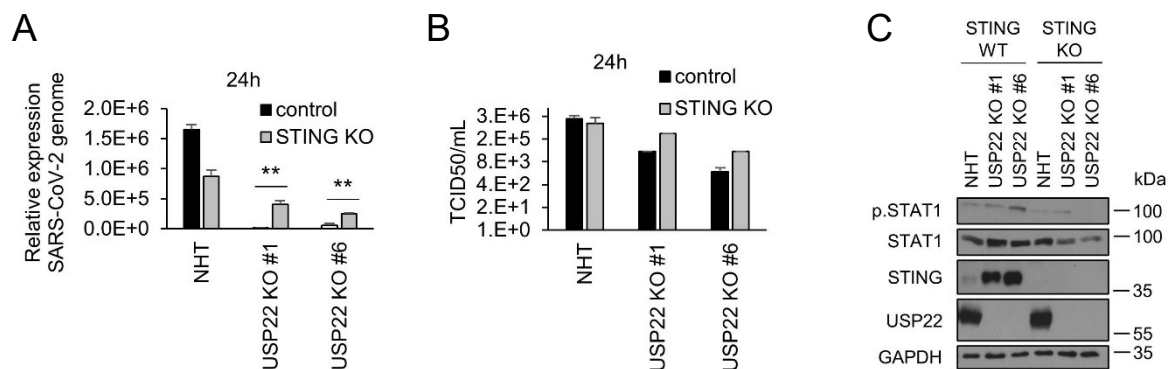 A
24h
control
STING KO
Relative expression
SARS-CoV-2 genome
2.0E+6
1.5E+6
1.0E+6
5.0E+5
0.0E+0
**
**
NHT
USP22 KO #1
USP22 KO #6
B
24h
control
STING KO
TCID50/mL
3.E+6
2.E+5
8.E+3
4.E+2
2.E+1
1.E+0
NHT
USP22 KO #1
USP22 KO #6
C
STING
WT
STING
KO
NHT
USP22 KO #1
USP22 KO #6
NHT
USP22 KO #1
USP22 KO #6
kDa
p.STAT1
100
STAT1
100
STING
35
USP22
55
GAPDH
35